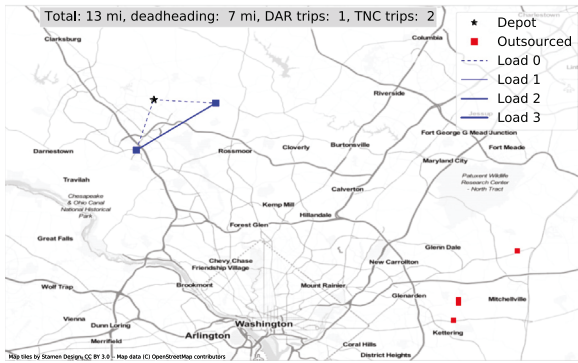 Total: 13 mi, deadheading: 7 mi, DAR trips: 1, TNC trips: 2
Depot
Outsourced
Load 0
Load 1
Load 2
Load 3
Clarksburg
Columbia
Riverside
Fort George G Mead Junction
Fort Meade
Darnestown
Rossmoor
Cloverly
Burtonsville
Maryland City
Travilah
Calverton
Patuxent Wildlife
Research Center
- North Tract
Chesapeake
& Ohio Canal
National Historical
Park
Kemp Mill
Hillandale
Forest Glen
Great Falls
Glenn Dale
Chevy Chase
Friendship Village
New Carrollton
Wolf Trap
Brookmont
Mount Rainier
Glenarden
Mitchellville
Vienna
Dunn Loring
Washington
Kettering
Merrifield
Arlington
Coral Hills
District Heights
Map tiles by Stamen Design, CC BY 3.0 -- Map data (C) OpenStreetMap contributors